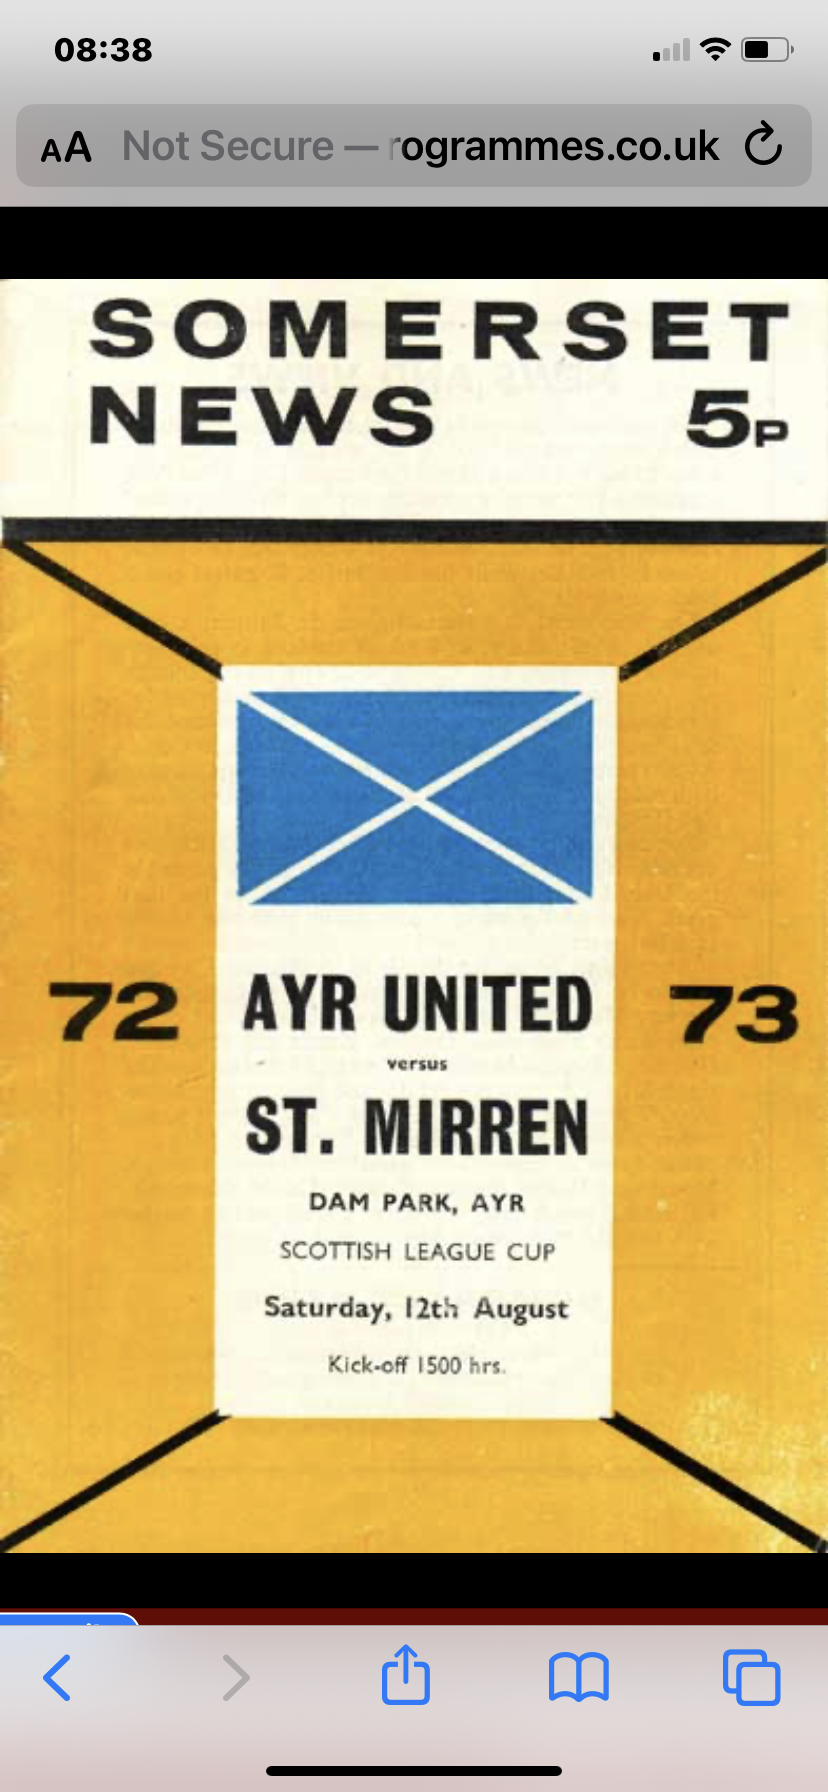 08:38
AA Not Secure — rogrammes.co.uk
SOMERSET
NEWS 5P
72 AYR UNITED 73
versus
ST. MIRREN
DAM PARK, AYR
SCOTTISH LEAGUE CUP
Saturday, 12th August
Kick-off 1500 hrs.